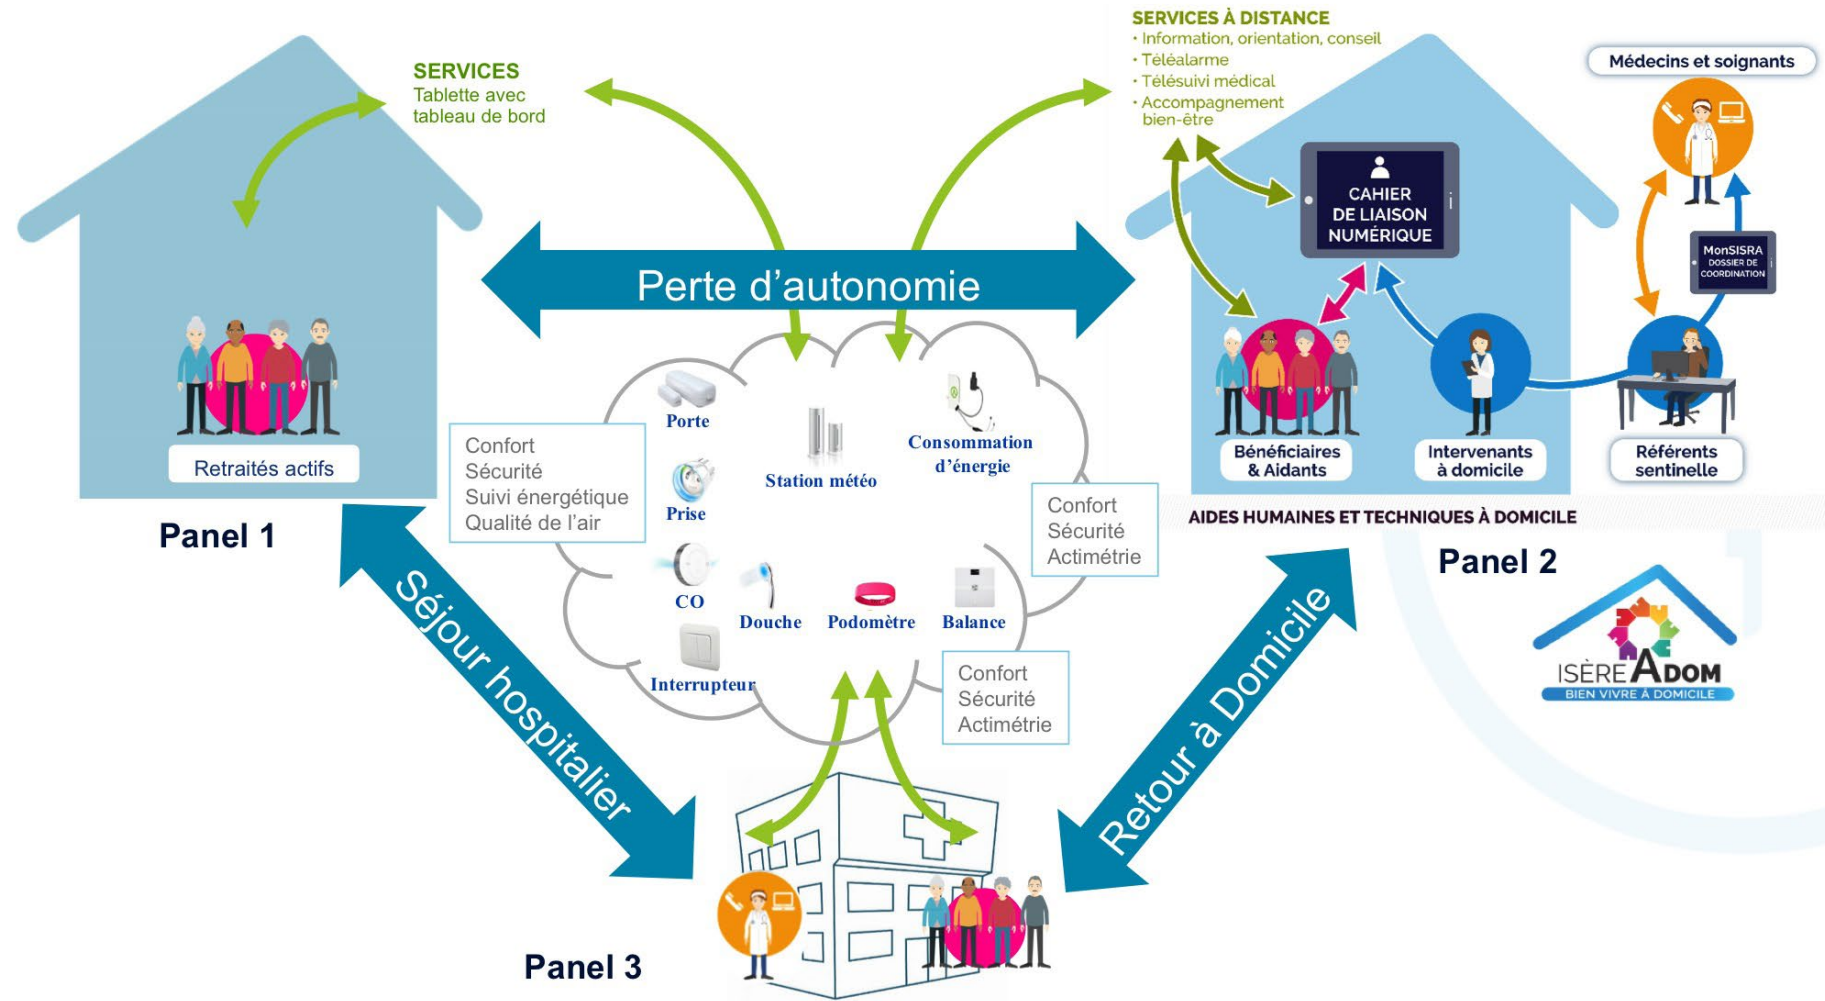 SERVICES
Tablette avec
tableau de bord
SERVICES À DISTANCE
• Information, orientation, conseil
• Téléalarme
• Télésuivi médical
• Accompagnement
bien-être
Médecins et soignants
CAHIER
DE LIAISON
NUMÉRIQUE
MonSISRA
DOSSIER DE
COORDINATION
Perte d'autonomie
Retraités actifs
Panel 1
Confort
Sécurité
Suivi énergétique
Qualité de l'air
Porte
Station météo
Consommation
d'énergie
Prise
CO
Douche
Podomètre
Balance
Interrupteur
Confort
Sécurité
Actimétrie
Confort
Sécurité
Actimétrie
Bénéficiaires
& Aidants
Intervenants
à domicile
Référents
sentinelle
AIDES HUMAINES ET TECHNIQUES À DOMICILE
Panel 2
ISÈREADOM
BIEN VIVRE À DOMICILE
Séjour hospitalier
Retour à Domicile
Panel 3